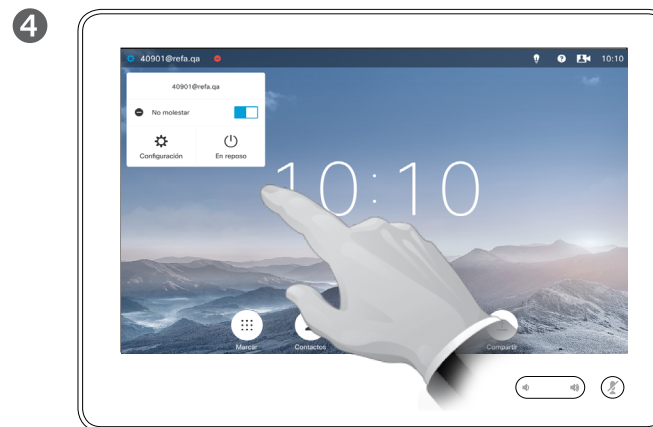 4
40901@refa.qa
10:10
40901@refa.qa
No molestar
Configuración
En reposo
10:10
Marcar
Contactos
Compartir